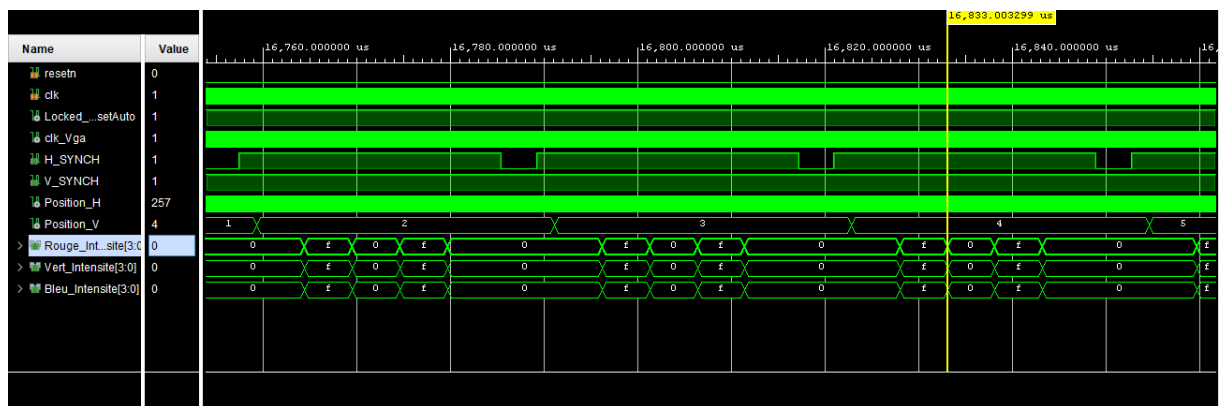 16,833.003299 us
Name Value
16,760.000000 us 16,780.000000 us 16,800.000000 us 16,820.000000 us 16,840.000000 us 16,
resetn 0
clk 1
Locked_...setAuto 1
clk_Vga 1
H_SYNCH 1
V_SYNCH 1
Position_H 257
Position_V 4 1 2 3 4 5
Rouge_Int...site[3:0 0 0 f 0 f 0 f 0 f 0 f 0 f 0 f
Vert_Intensite[3:0] 0 0 f 0 f 0 f 0 f 0 f 0 f 0 f
Bleu_Intensite[3:0] 0 0 f 0 f 0 f 0 f 0 f 0 f 0 f